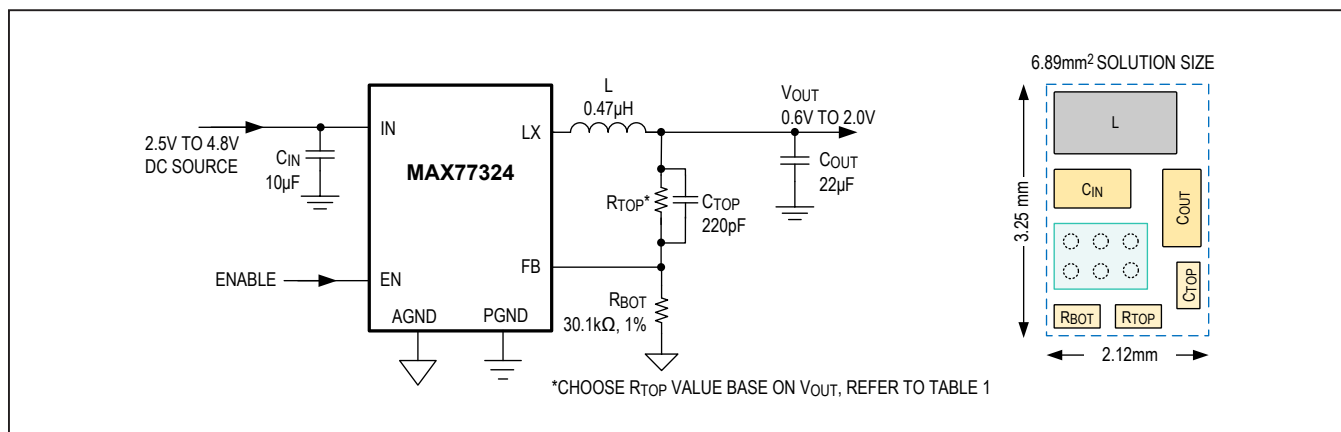 L
0.47µH
VOUT
0.6V TO 2.0V
2.5V TO 4.8V
DC SOURCE
CIN
10µF
IN
LX
MAX77324
RTOP*
CTOP
220pF
COUT
22µF
ENABLE
EN
FB
AGND
PGND
RBOT
30.1kΩ, 1%
*CHOOSE RTOP VALUE BASE ON VOUT, REFER TO TABLE 1
6.89mm² SOLUTION SIZE
L
CIN
COUT
CTOP
RBOT
RTOP
3.25 mm
2.12mm